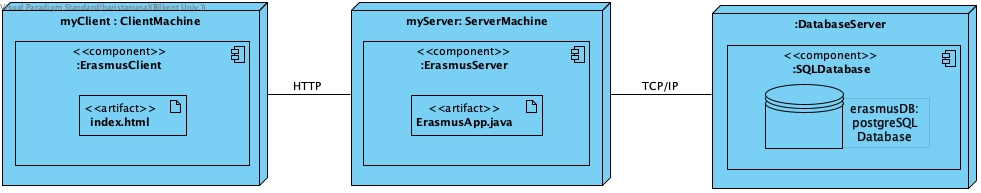 Visual Paradigm Standard(baristanuna(Bilkent Univ.))
myClient : ClientMachine
<<component>>
:ErasmusClient
<<artifact>>
index.html
HTTP
myServer: ServerMachine
<<component>>
:ErasmusServer
<<artifact>>
ErasmusApp.java
TCP/IP
:DatabaseServer
<<component>>
:SQLDatabase
erasmusDB:
postgreSQL
Database